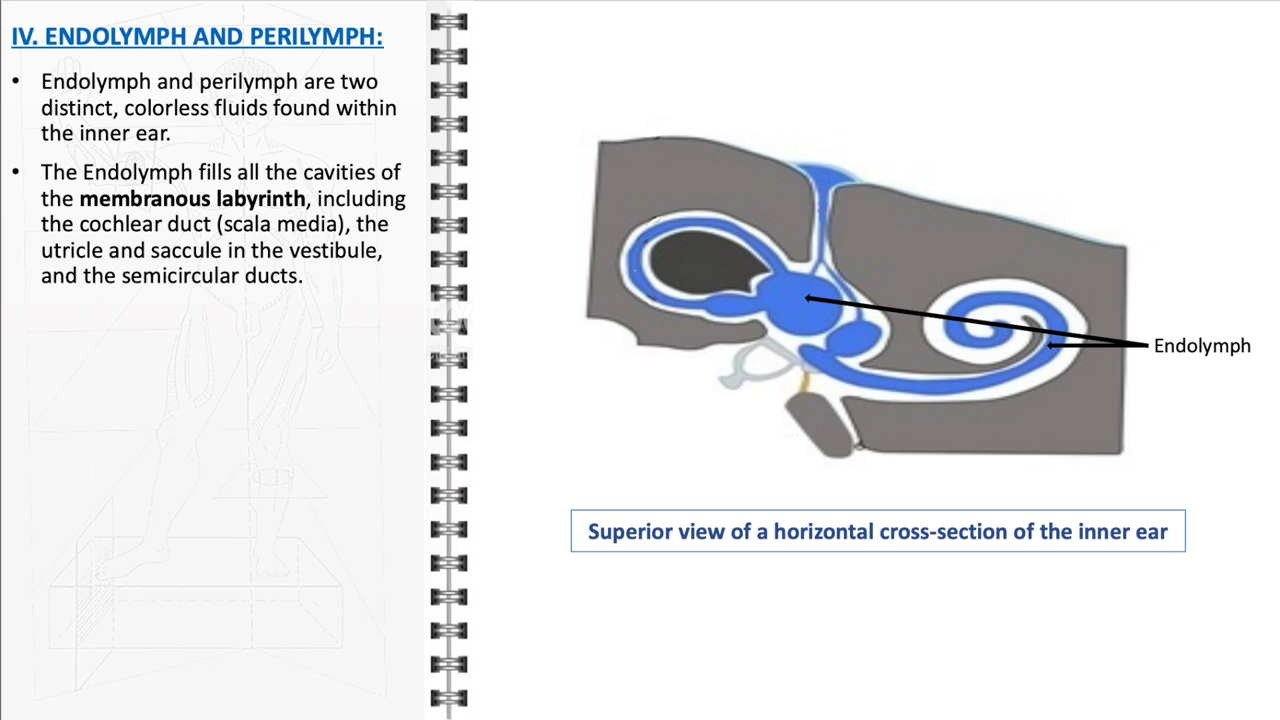 IV. ENDOLYMPH AND PERILYMPH:
• Endolymph and perilymph are two
distinct, colorless fluids found within
the inner ear.
• The Endolymph fills all the cavities of
the membranous labyrinth, including
the cochlear duct (scala media), the
utricle and saccule in the vestibule,
and the semicircular ducts.
Endolymph
Superior view of a horizontal cross-section of the inner ear